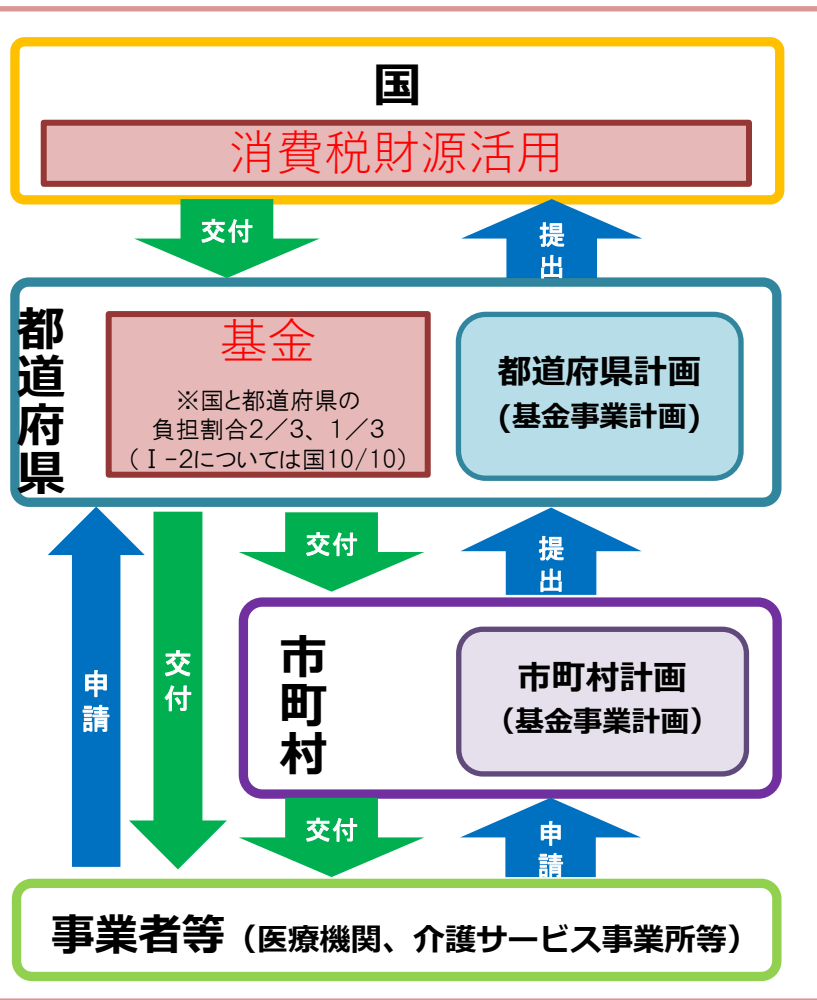 国
消費税財源活用
交付
提出
都道府県
基金
※国と都道府県の
負担割合2／3、1／3
（Ⅰ-2については国10/10）
都道府県計画
(基金事業計画)
申請
交付
交付
提出
市町村
市町村計画
（基金事業計画）
交付
申請
事業者等（医療機関、介護サービス事業所等）